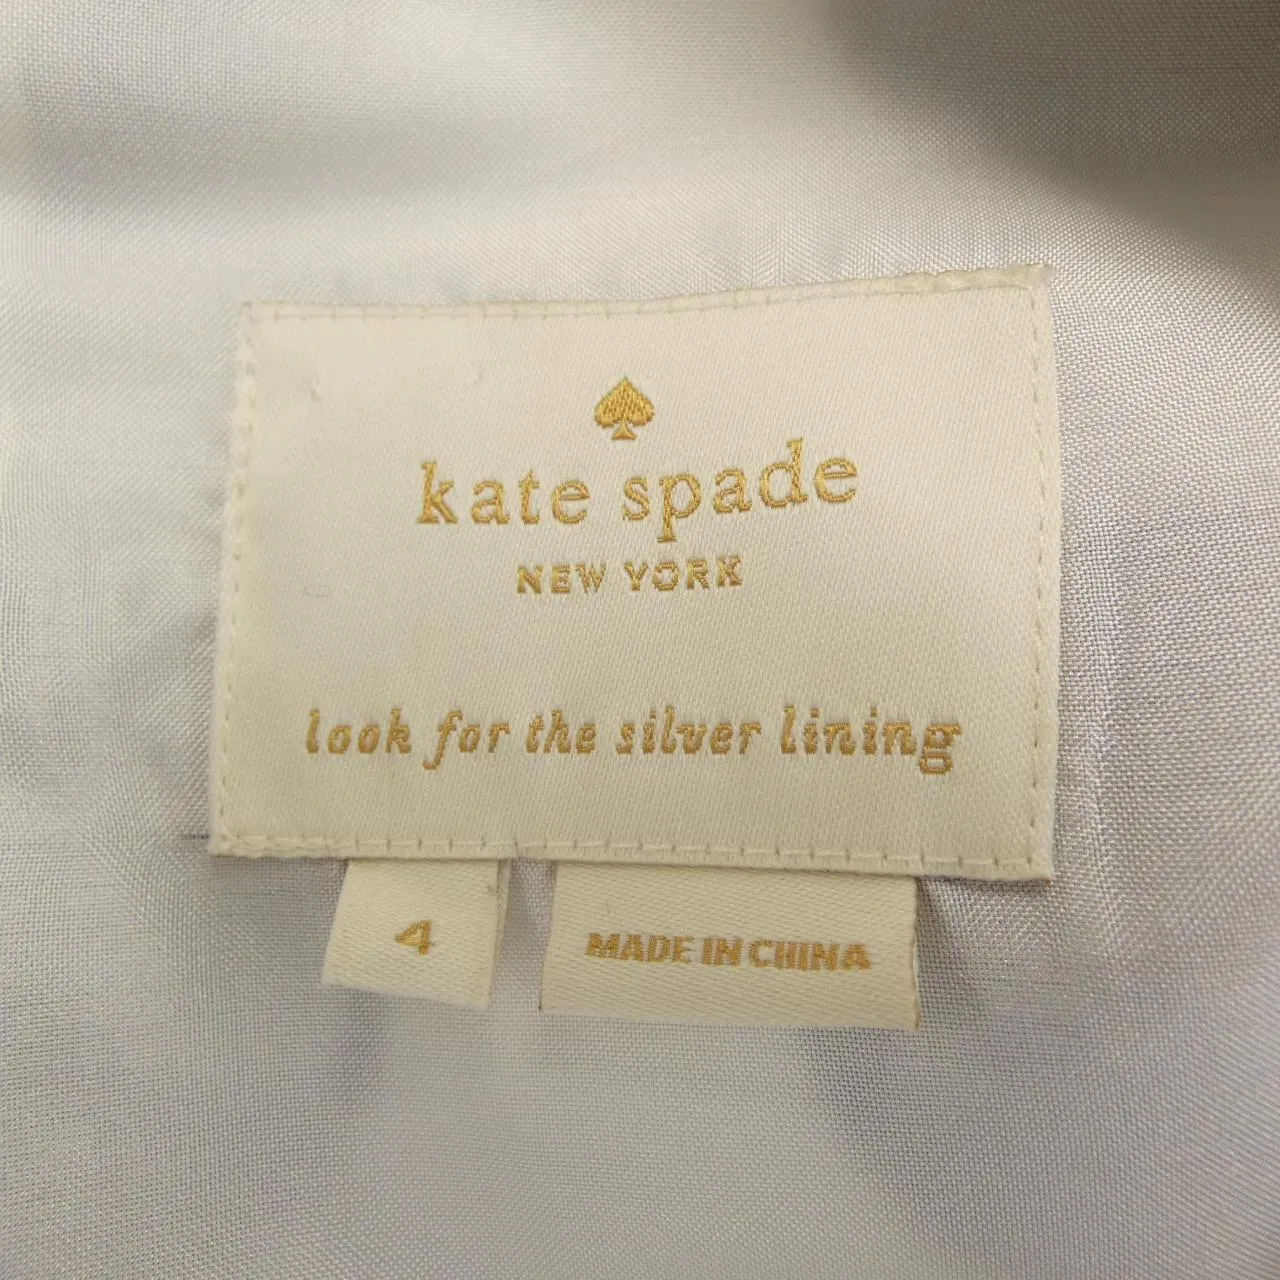 kate spade
NEW YORK
look for the silver lining
4
MADE IN CHINA